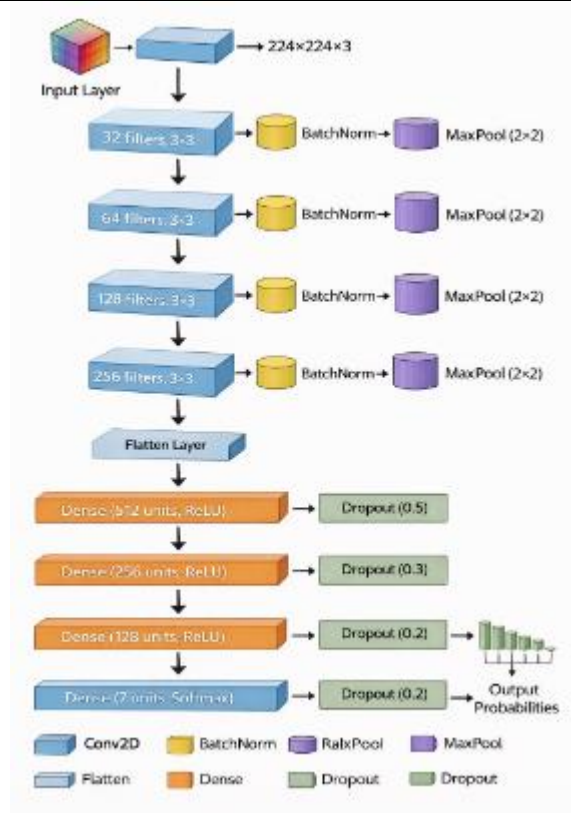 224×224×3
Input Layer
32 filters, 3×3 BatchNorm MaxPool (2×2)
64 filters, 3×3 BatchNorm MaxPool (2×2)
128 filters, 3×3 BatchNorm MaxPool (2×2)
256 filters, 3×3 BatchNorm MaxPool (2×2)
Flatten Layer
Dense (512 units, ReLU) Dropout (0.5)
Dense (256 units, ReLU) Dropout (0.3)
Dense (128 units, ReLU) Dropout (0.2)
Dense (7 units, Softmax) Dropout (0.2)
Output
Probabilities
Conv2D BatchNorm RalxPool MaxPool
Flatten Dense Dropout Dropout